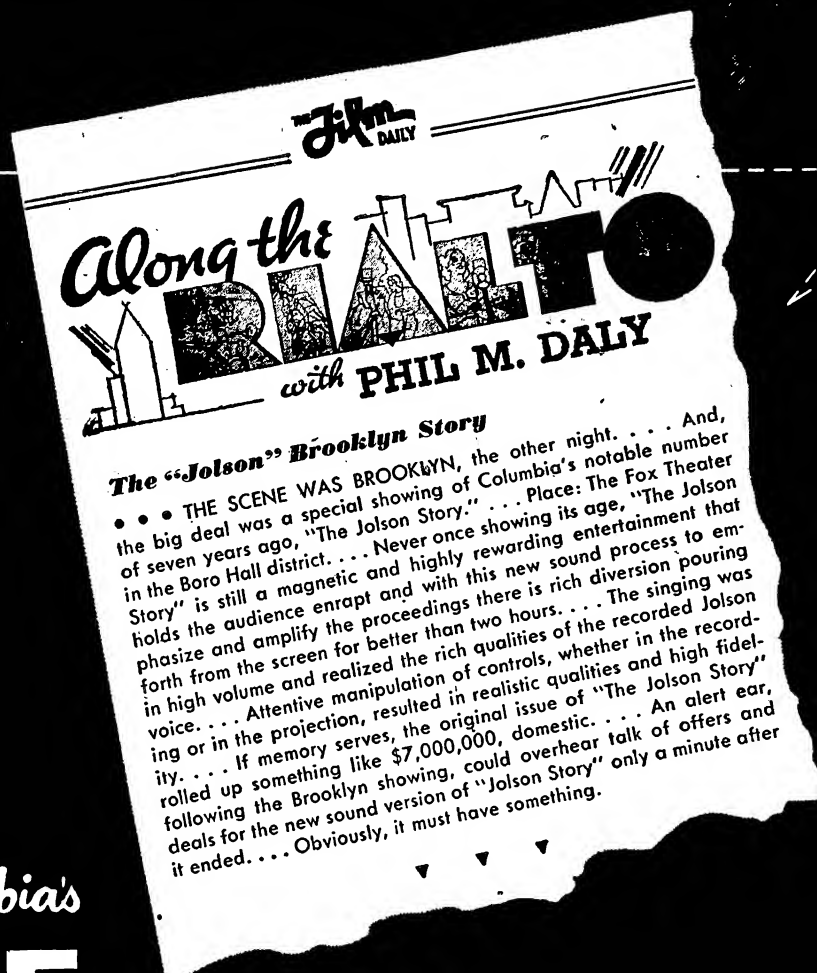 THE Film DAILY
Along the
RIALTO
with PHIL M. DALY
The “Jolson” Brooklyn Story
• • • THE SCENE WAS BROOKLYN, the other night. . . . And,
the big deal was a special showing of Columbia's notable number
of seven years ago, "The Jolson Story." . . . Place: The Fox Theater
in the Boro Hall district. . . . Never once showing its age, "The Jolson
Story" is still a magnetic and highly rewarding entertainment that
holds the audience enrapt and with this new sound process to em-
phasize and amplify the proceedings there is rich diversion pouring
forth from the screen for better than two hours. . . . The singing was
in high volume and realized the rich qualities of the recorded Jolson
voice. . . . Attentive manipulation of controls, whether in the record-
ing or in the projection, resulted in realistic qualities and high fidel-
ity. . . . If memory serves, the original issue of "The Jolson Story"
rolled up something like $7,000,000, domestic. . . . An alert ear,
following the Brooklyn showing, could overhear talk of offers and
deals for the new sound version of "Jolson Story" only a minute after
it ended. . . . Obviously, it must have something.
bia's